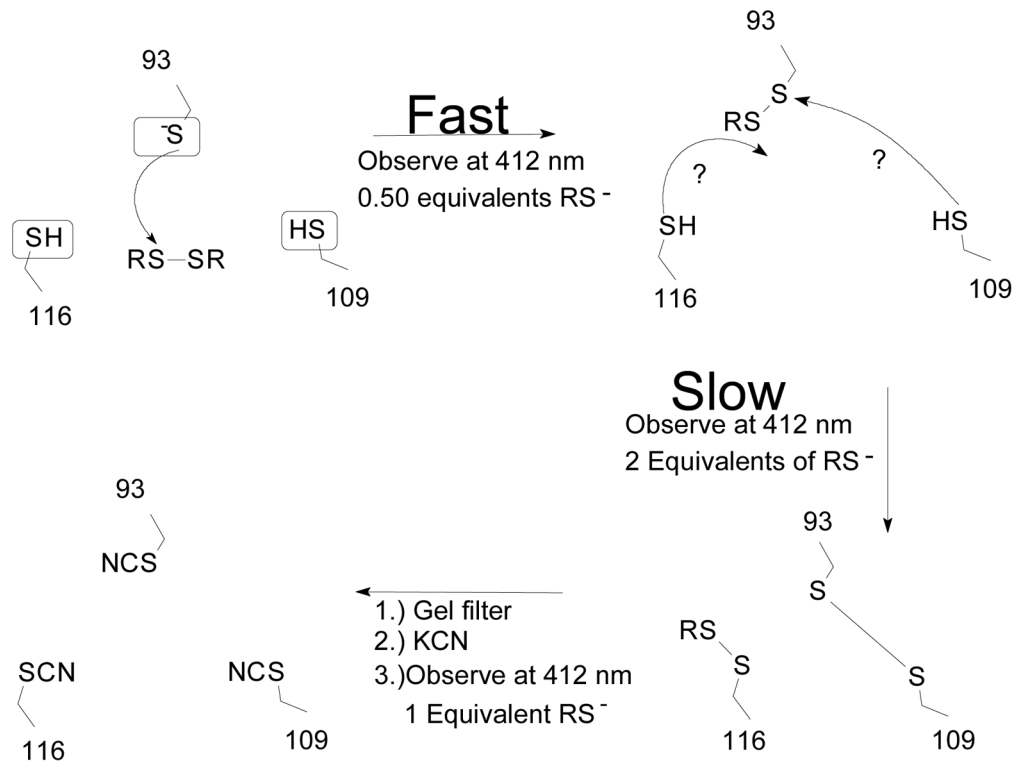 93
⁻S
SH
RS—SR
HS
116
109
Fast
Observe at 412 nm
0.50 equivalents RS⁻
93
S
RS
?
?
SH
HS
116
109
Slow
Observe at 412 nm
2 Equivalents of RS⁻
93
S
RS
S
S
116
109
1.) Gel filter
2.) KCN
3.)Observe at 412 nm
1 Equivalent RS⁻
93
NCS
SCN
NCS
116
109